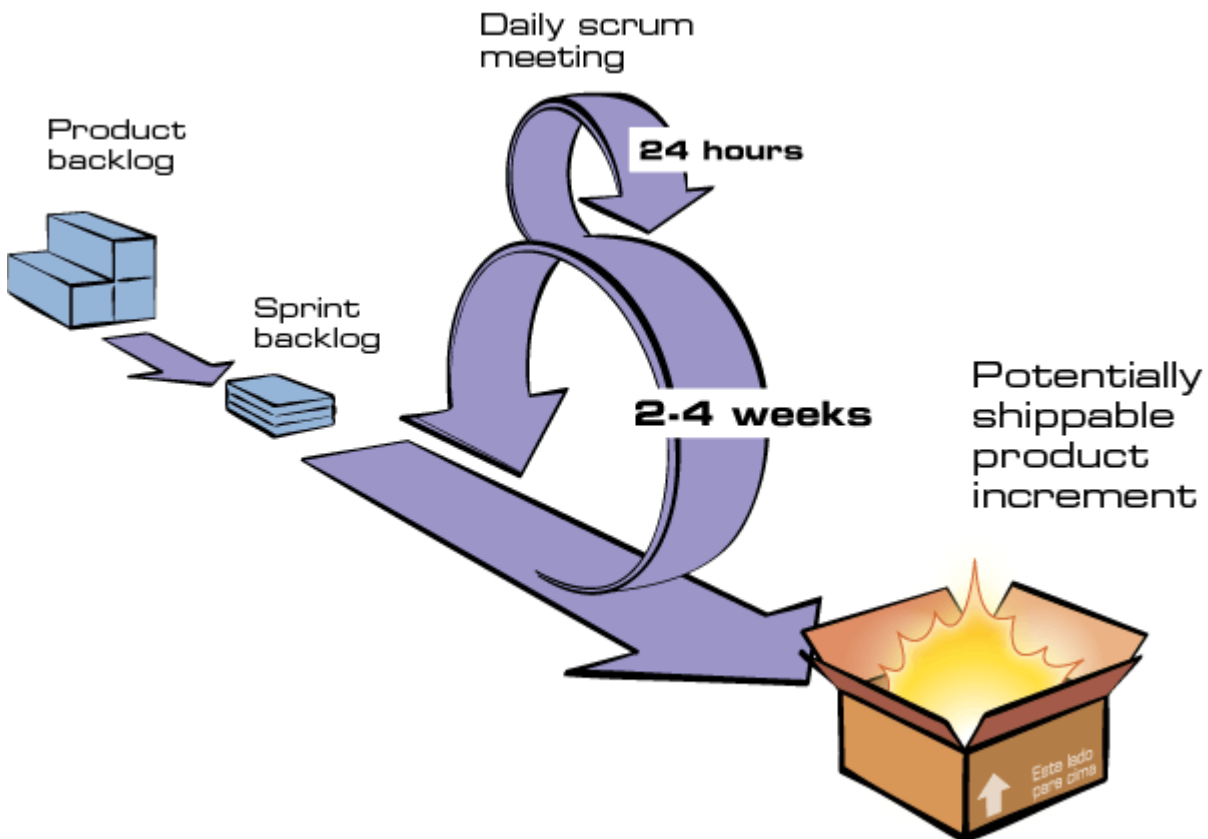 Daily scrum
meeting
24 hours
Product
backlog
Sprint
backlog
2-4 weeks
Potentially
shippable
product
increment
Este lado
para cima